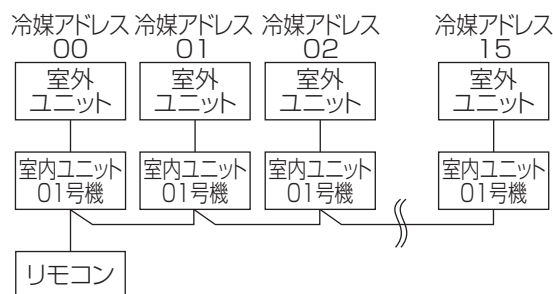 冷媒アドレス 冷媒アドレス 冷媒アドレス 冷媒アドレス
00 01 02 15
室外 室外 室外 室外
ユニット ユニット ユニット ユニット
室内ユニット 室内ユニット 室内ユニット 室内ユニット
01号機 01号機 01号機 01号機
リモコン